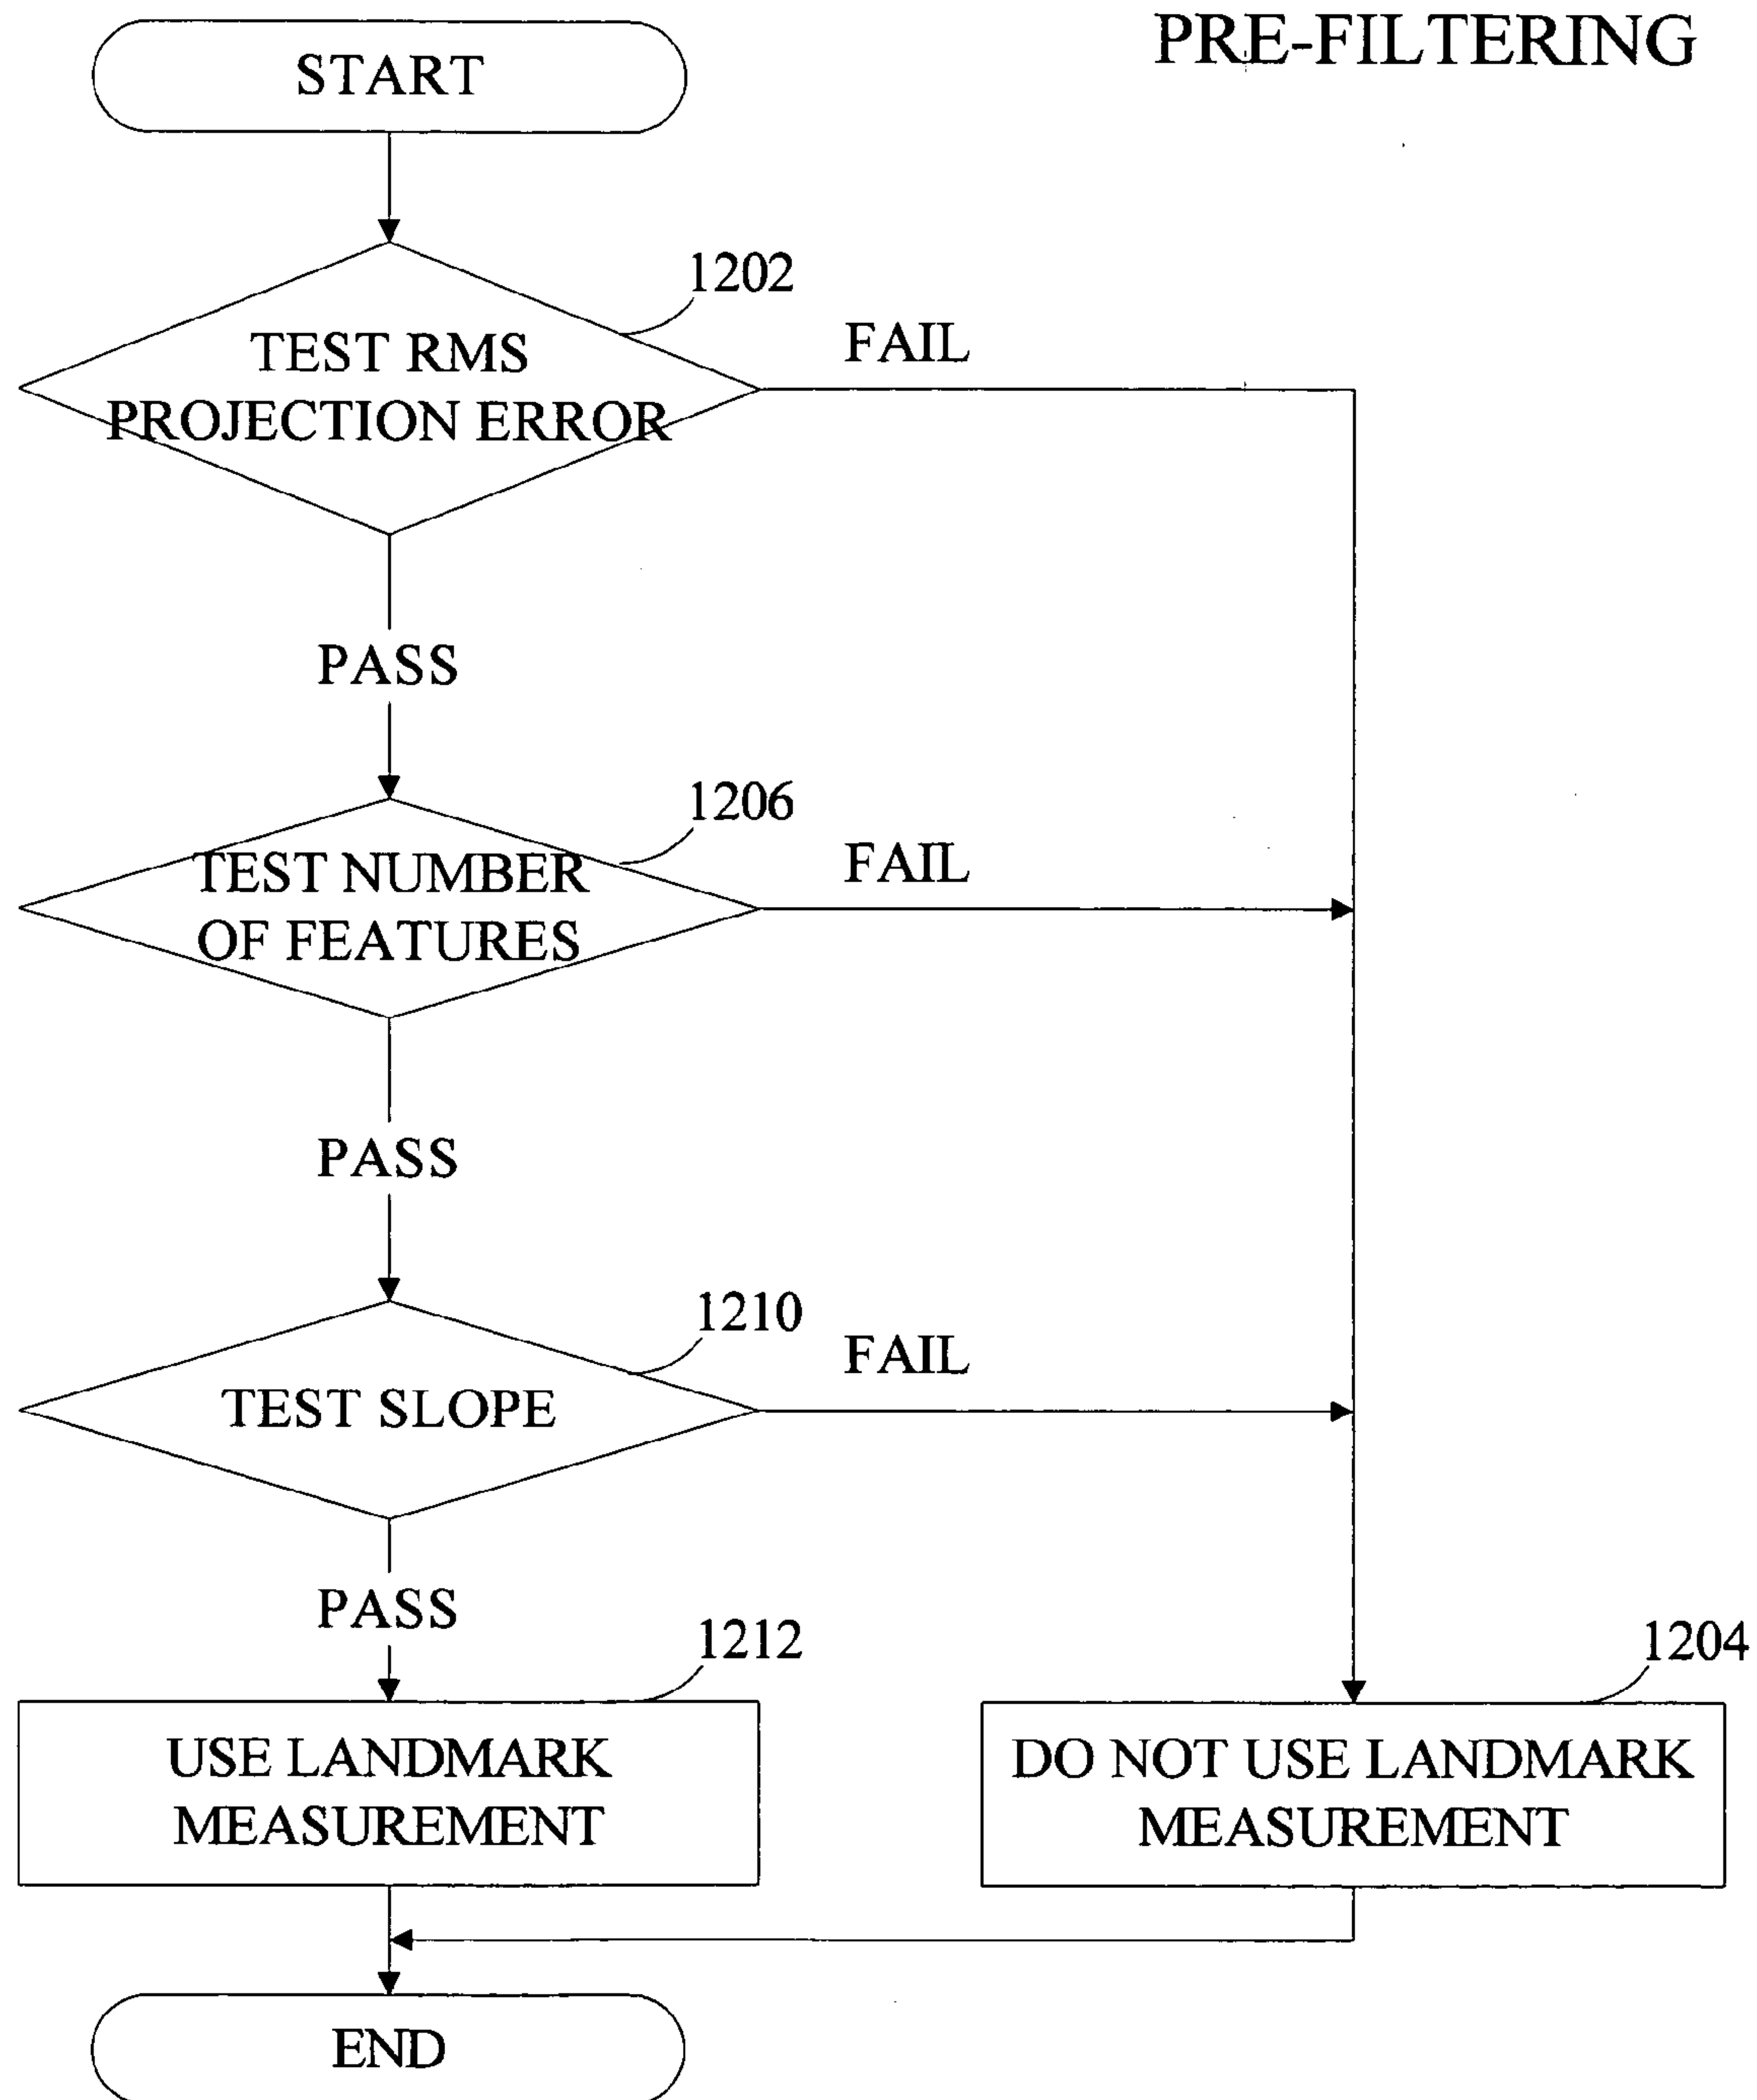 PRE-FILTERING
START
1202
TEST RMS
PROJECTION ERROR
FAIL
PASS
1206
TEST NUMBER
OF FEATURES
FAIL
PASS
1210
TEST SLOPE
FAIL
PASS
1212
USE LANDMARK
MEASUREMENT
1204
DO NOT USE LANDMARK
MEASUREMENT
END